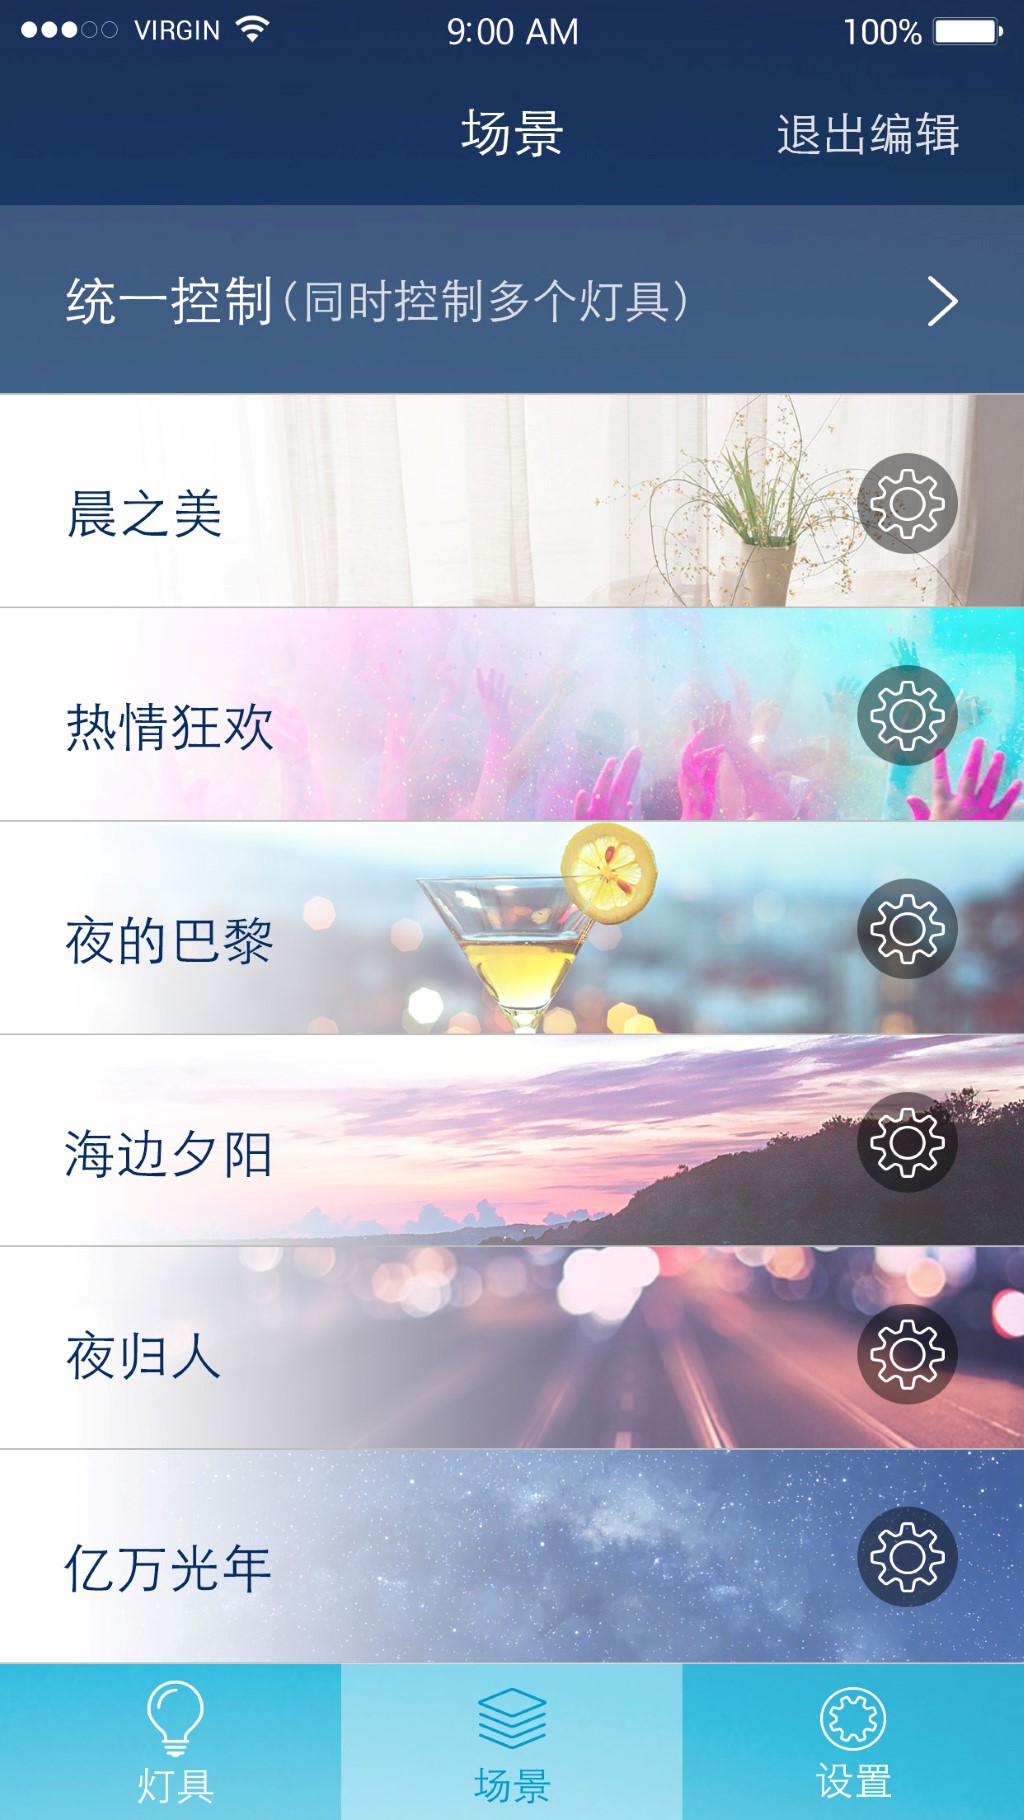 VIRGIN 9:00 AM 100%
场景 退出编辑
统一控制(同时控制多个灯具)
晨之美
热情狂欢
夜的巴黎
海边夕阳
夜归人
亿万光年
灯具 场景 设置